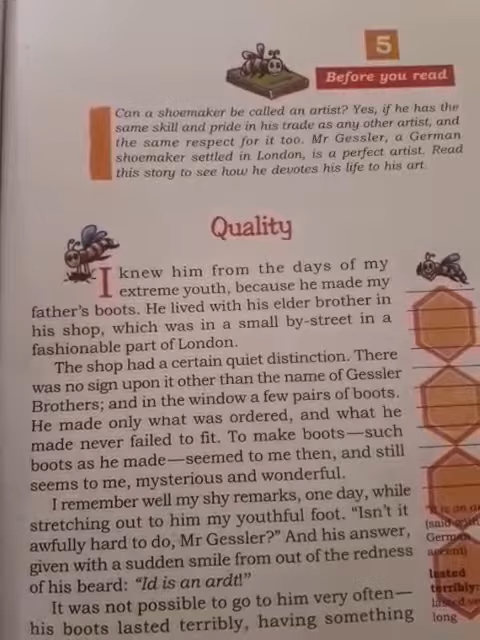 5
Before you read
Can a shoemaker be called an artist? Yes, if he has the
same skill and pride in his trade as any other artist, and
the same respect for it too. Mr Gessler, a German
shoemaker settled in London, is a perfect artist. Read
this story to see how he devotes his life to his art.
Quality
I knew him from the days of my
extreme youth, because he made my
father's boots. He lived with his elder brother in
his shop, which was in a small by-street in a
fashionable part of London.
The shop had a certain quiet distinction. There
was no sign upon it other than the name of Gessler
Brothers; and in the window a few pairs of boots.
He made only what was ordered, and what he
made never failed to fit. To make boots—such
boots as he made—seemed to me then, and still
seems to me, mysterious and wonderful.
I remember well my shy remarks, one day, while
stretching out to him my youthful foot. “Isn't it
awfully hard to do, Mr Gessler?” And his answer,
given with a sudden smile from out of the redness
of his beard: “Id is an ardt!”
It was not possible to go to him very often—
his boots lasted terribly, having something
It is an
(said with
German
accent)
lasted
terribly:
lasted
long